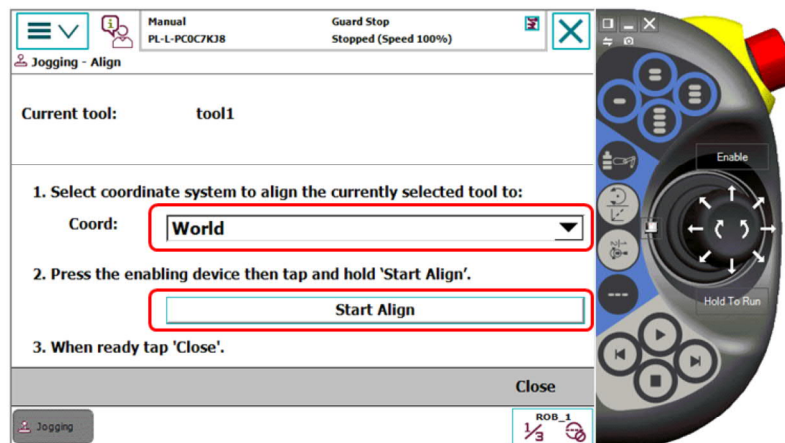 Manual
PL-L-PC0C7KJ8
Guard Stop
Stopped (Speed 100%)
Jogging - Align
Current tool: tool1
1. Select coordinate system to align the currently selected tool to:
Coord: World
2. Press the enabling device then tap and hold ‘Start Align’.
Start Align
3. When ready tap 'Close'.
Close
Jogging
ROB_1
1/3
Enable
Hold To Run